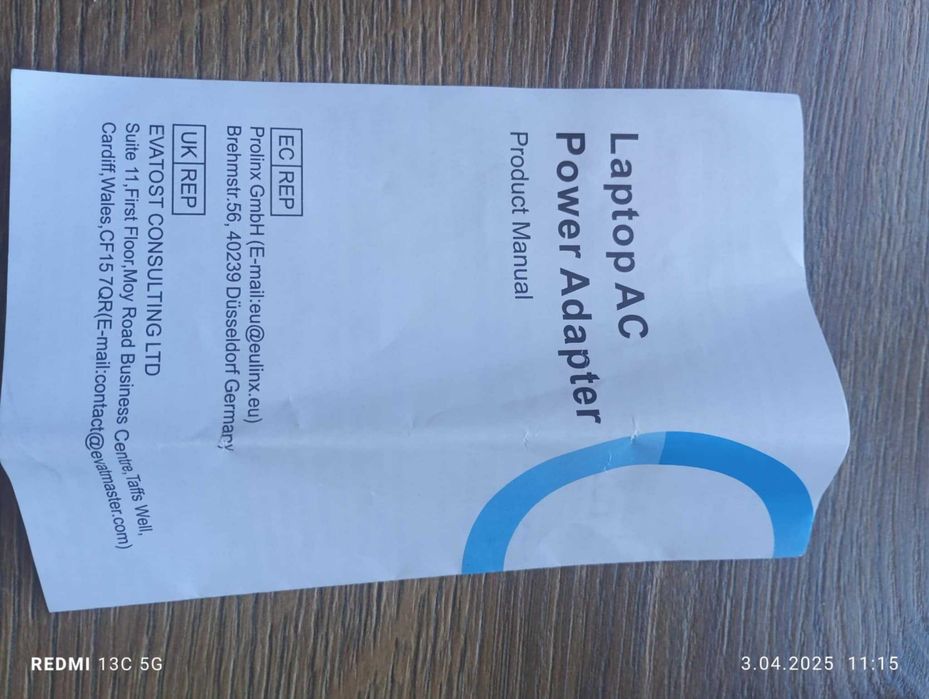 Laptop AC
Power Adapter
Product Manual
EC REP
Prolinx GmbH (E-mail:eu@eulinx.eu)
Brehmstr.56, 40239 Düsseldorf Germany
UK REP
EVATOST CONSULTING LTD
Suite 11,First Floor,Moy Road Business Centre,Taffs Well,
Cardiff,Wales,CF15 7QR(E-mail:contact@evatmaster.com)
REDMI 13C 5G
3.04.2025 11:15